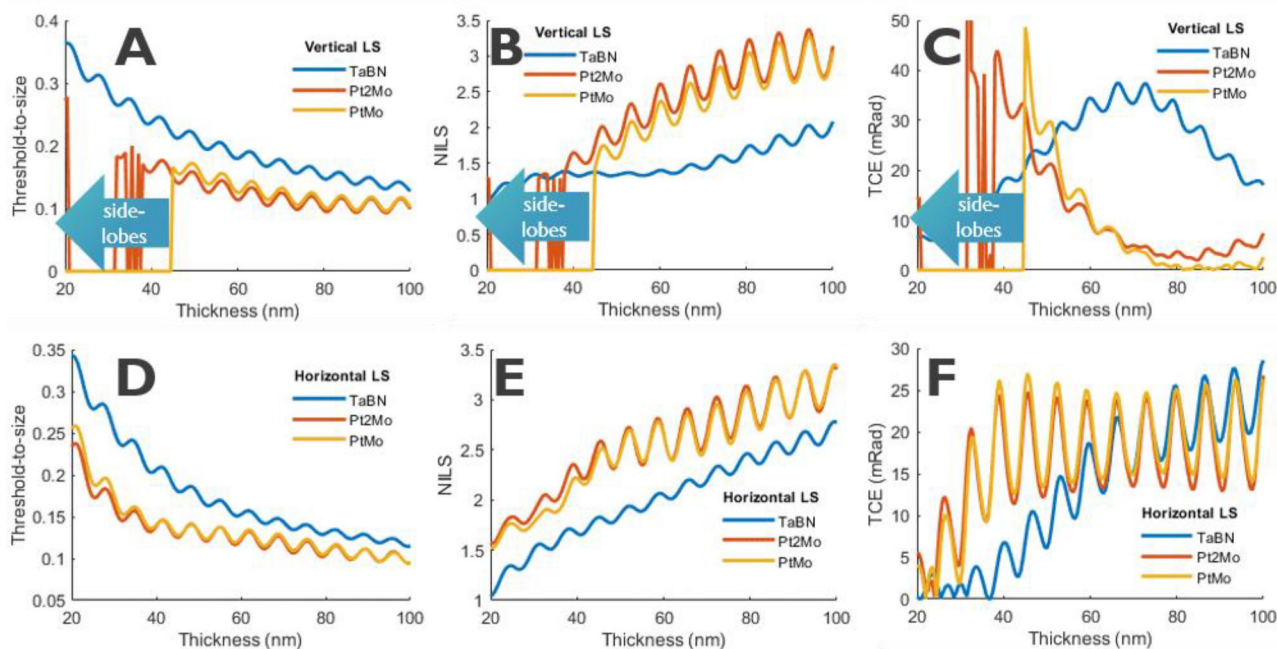 A
Vertical LS
TaBN
Pt2Mo
PtMo
side-
lobes
Threshold-to-size
0.4
0.3
0.2
0.1
0
20
40
60
80
100
Thickness (nm)
B
Vertical LS
TaBN
Pt2Mo
PtMo
side-
lobes
NILS
3.5
3
2.5
2
1.5
1
0.5
0
20
40
60
80
100
Thickness (nm)
C
Vertical LS
TaBN
Pt2Mo
PtMo
side-
lobes
TCE (mRad)
50
40
30
20
10
0
20
40
60
80
100
Thickness (nm)
D
Horizontal LS
TaBN
Pt2Mo
PtMo
Threshold-to-size
0.35
0.3
0.25
0.2
0.15
0.1
0.05
20
40
60
80
100
Thickness (nm)
E
Horizontal LS
TaBN
Pt2Mo
PtMo
NILS
3.5
3
2.5
2
1.5
1
20
40
60
80
100
Thickness (nm)
F
Horizontal LS
TaBN
Pt2Mo
PtMo
TCE (mRad)
30
25
20
15
10
5
0
20
40
60
80
100
Thickness (nm)